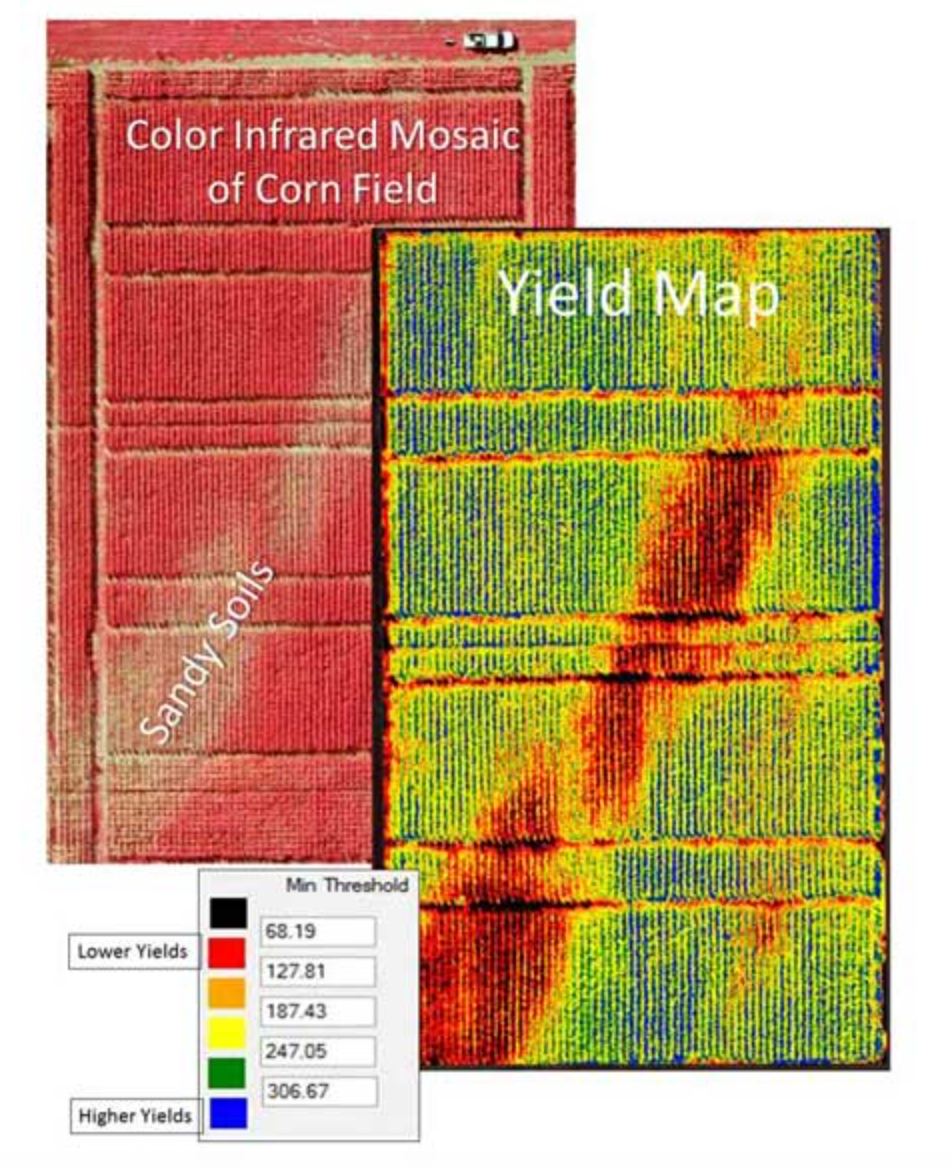 Color Infrared Mosaic
of Corn Field
Yield Map
Sandy Soils
Min Threshold
68.19
Lower Yields
127.81
187.43
247.05
306.67
Higher Yields